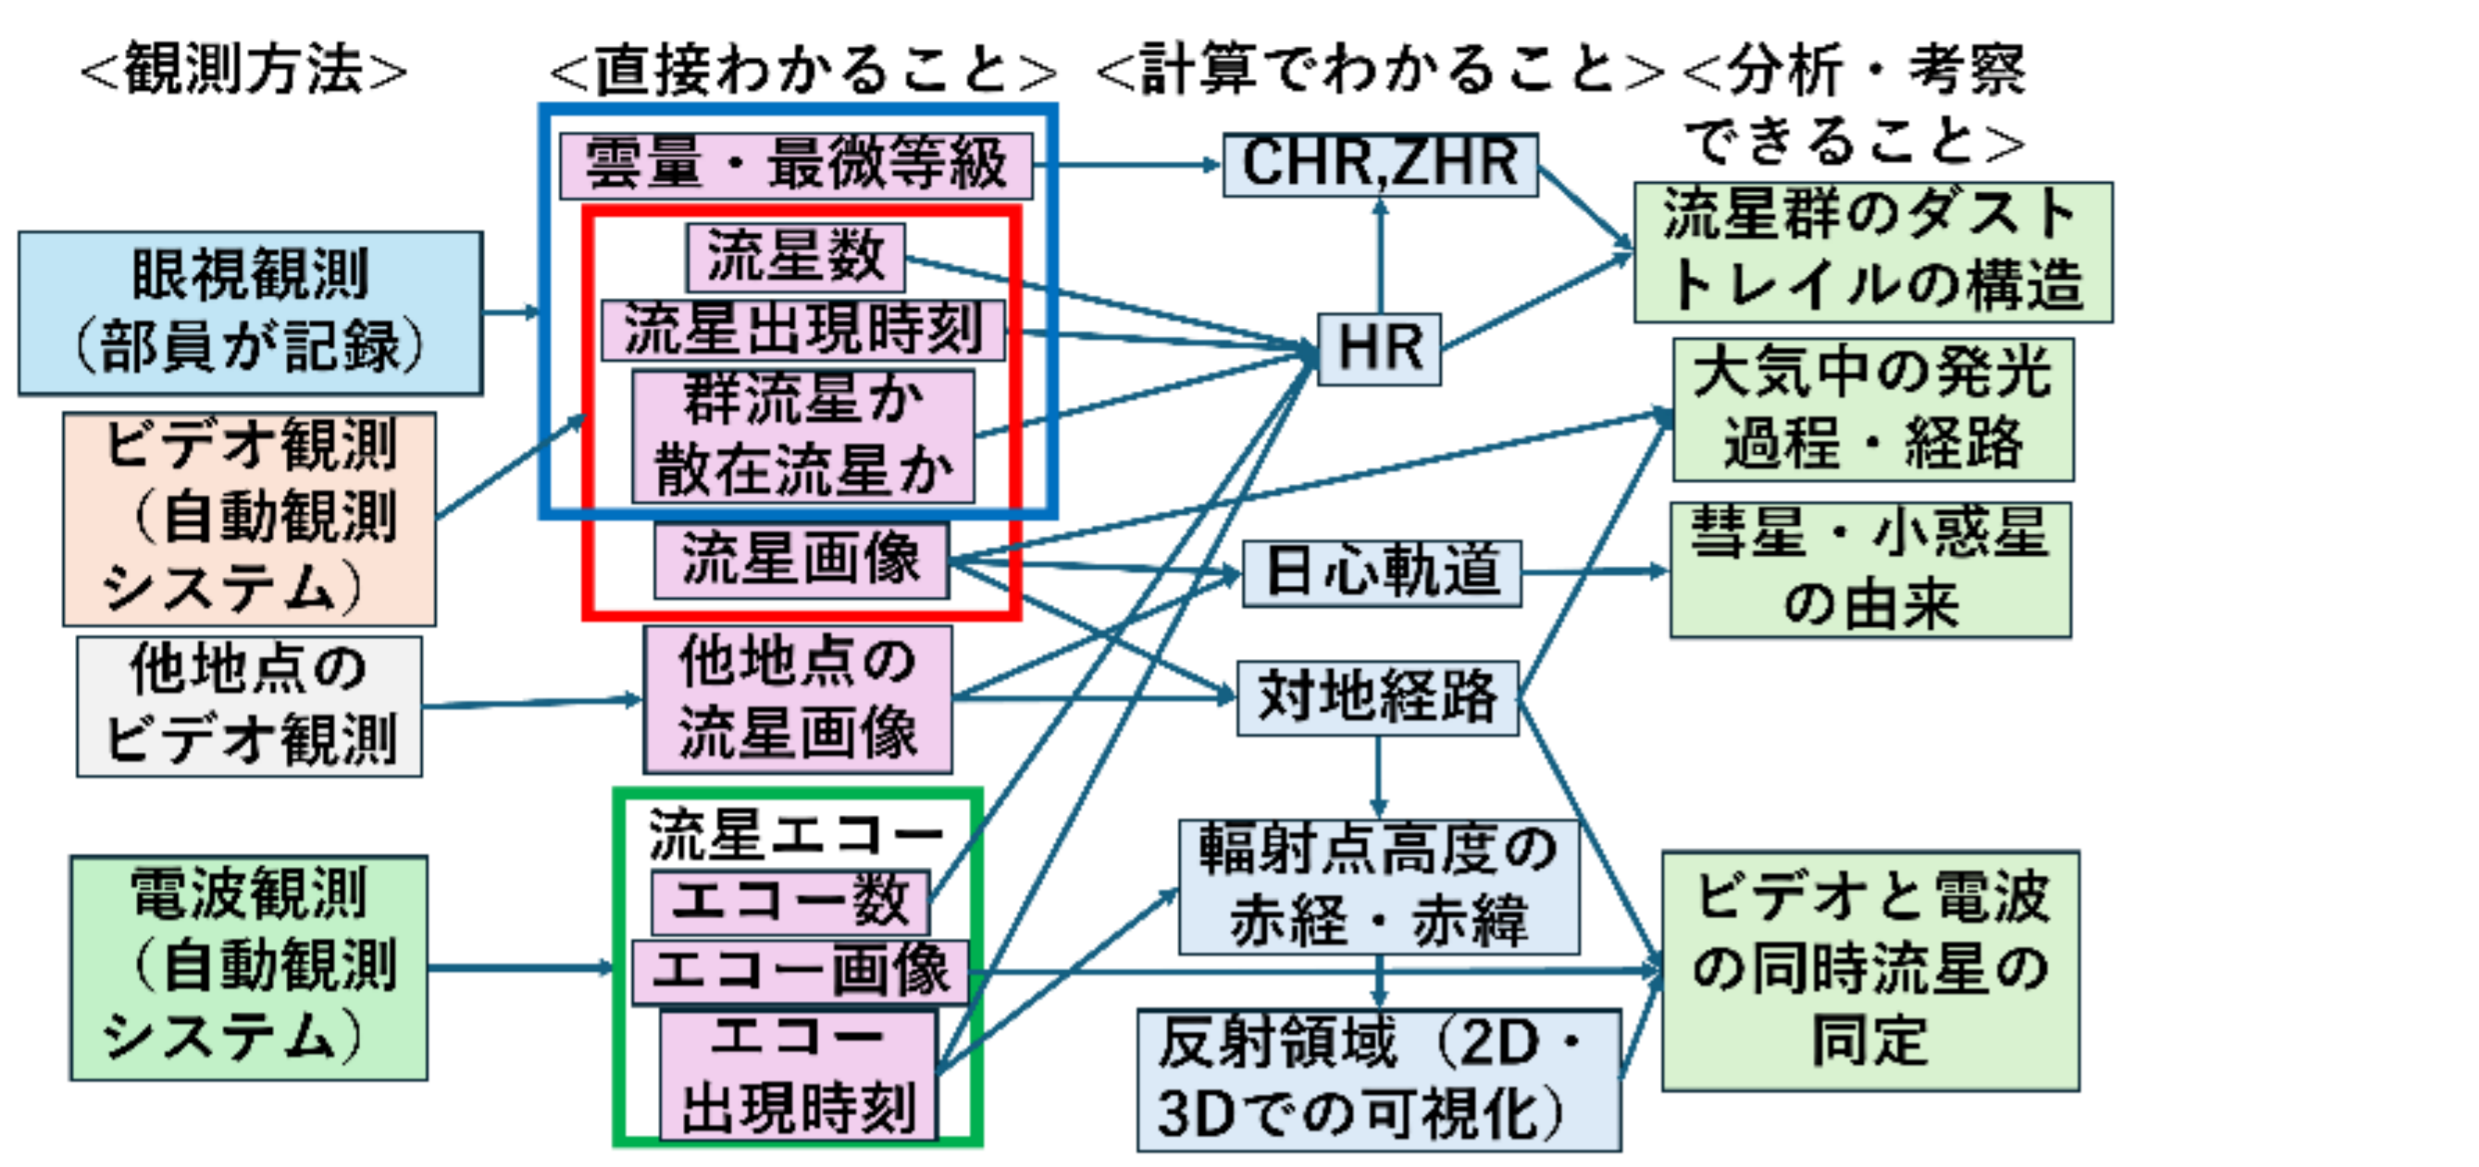 <観測方法>
<直接わかること>
<計算でわかること>
<分析・考察
できること>
眼視観測
（部員が記録）
ビデオ観測
（自動観測
システム）
他地点の
ビデオ観測
電波観測
（自動観測
システム）
雲量・最微等級
流星数
流星出現時刻
群流星か
散在流星か
流星画像
他地点の
流星画像
流星エコー
エコー数
エコー画像
エコー
出現時刻
CHR,ZHR
HR
日心軌道
対地経路
輻射点高度の
赤経・赤緯
反射領域（2D・
3Dでの可視化）
流星群のダスト
トレイルの構造
大気中の発光
過程・経路
彗星・小惑星
の由来
ビデオと電波
の同時流星の
同定